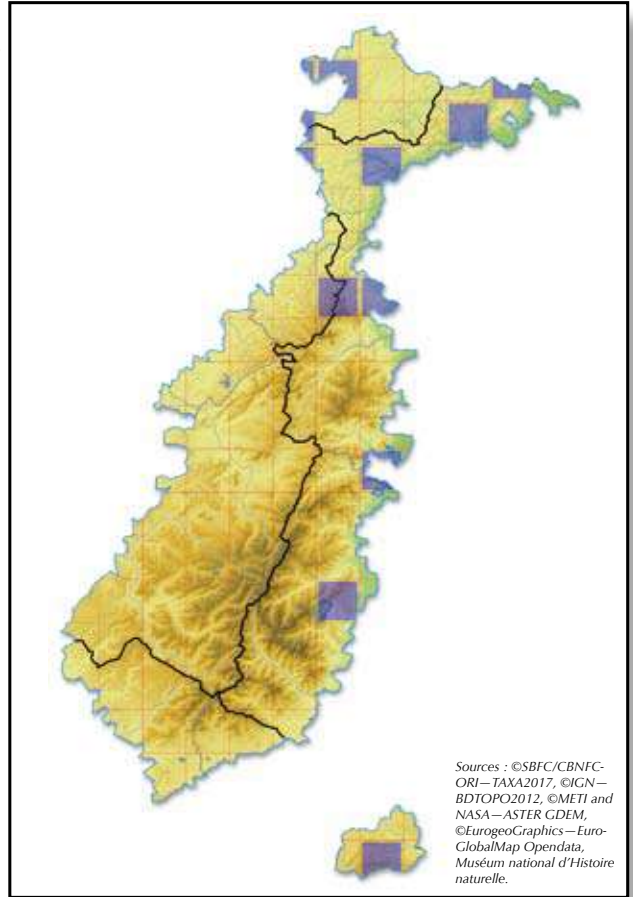 Sources : ©SBFC/CBNFC-
ORI—TAXA2017, ©IGN—
BDTOPO2012, ©METI and
NASA—ASTER GDEM,
©EurogeoGraphics—Euro-
GlobalMap Opendata,
Muséum national d’Histoire
naturelle.